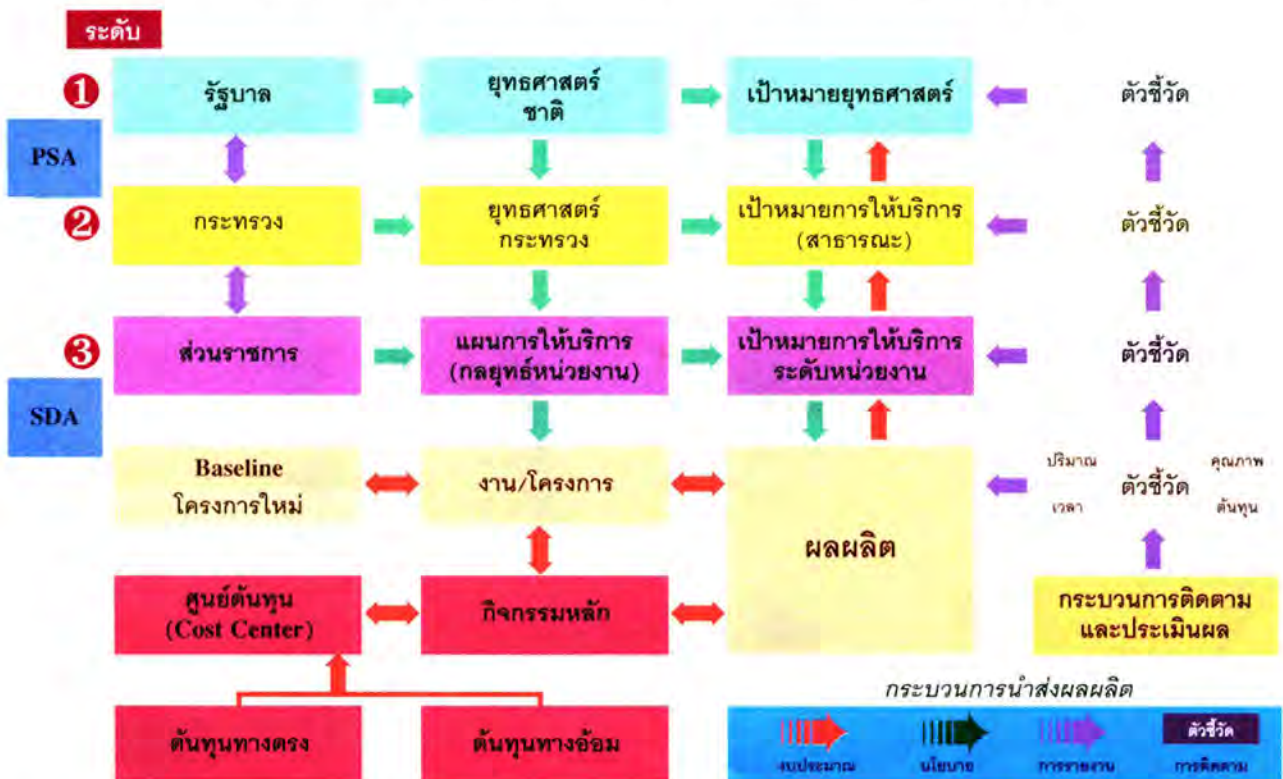 ระดับ
❶
รัฐบาล
ยุทธศาสตร์
ชาติ
เป้าหมายยุทธศาสตร์
ตัวชี้วัด
PSA
❷
กระทรวง
ยุทธศาสตร์
กระทรวง
เป้าหมายการให้บริการ
(สาธารณะ)
ตัวชี้วัด
❸
ส่วนราชการ
แผนการให้บริการ
(กลยุทธ์หน่วยงาน)
เป้าหมายการให้บริการ
ระดับหน่วยงาน
ตัวชี้วัด
SDA
Baseline
โครงการใหม่
งาน/โครงการ
ผลผลิต
ปริมาณ
คุณภาพ
ตัวชี้วัด
เวลา
ต้นทุน
ศูนย์ต้นทุน
(Cost Center)
กิจกรรมหลัก
กระบวนการติดตาม
และประเมินผล
ต้นทุนทางตรง
ต้นทุนทางอ้อม
กระบวนการนำส่งผลผลิต
งบประมาณ
นโยบาย
การรายงาน
ตัวชี้วัด
การติดตาม